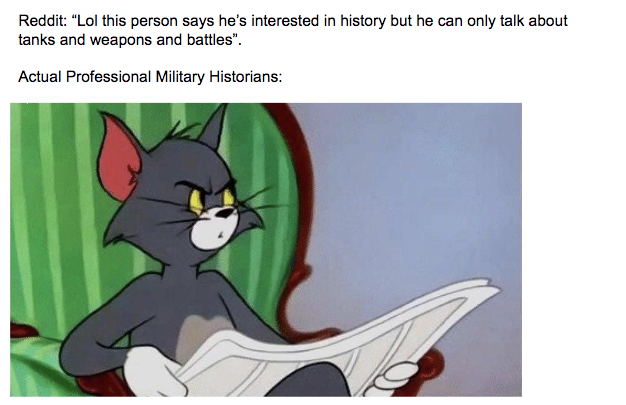 Reddit: “Lol this person says he’s interested in history but he can only talk about
tanks and weapons and battles”.
Actual Professional Military Historians: